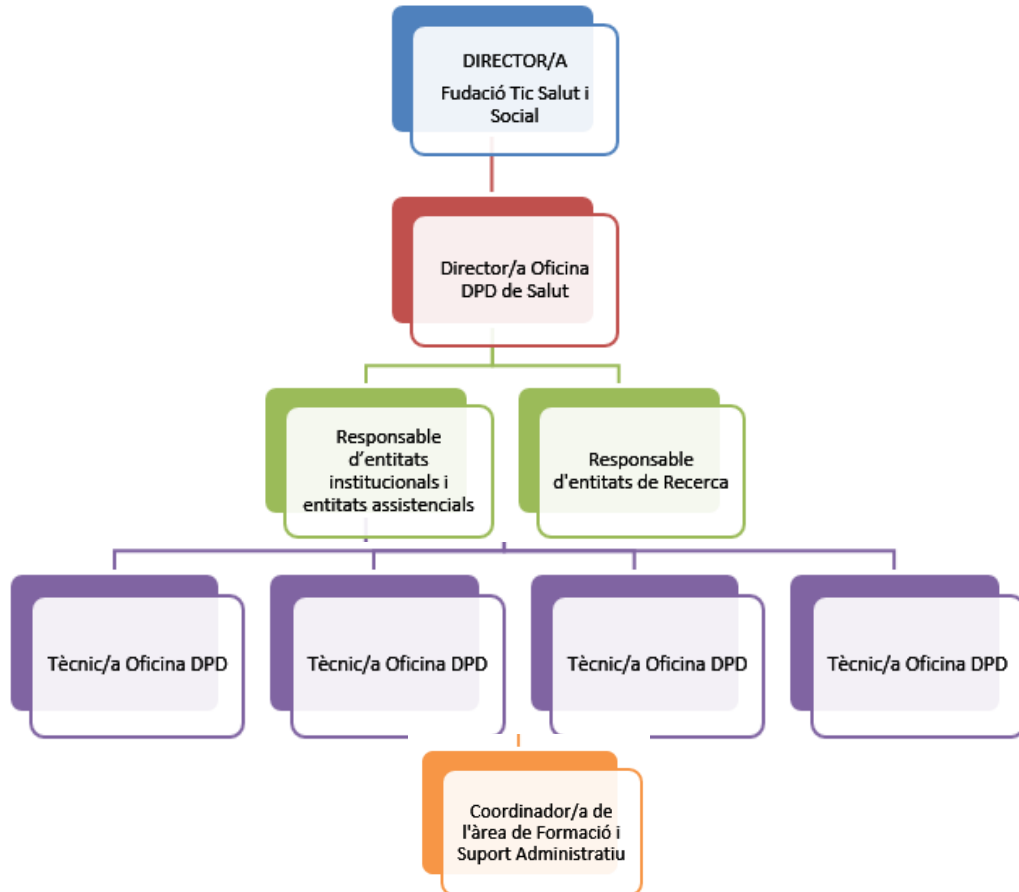 DIRECTOR/A
Fudació Tic Salut i
Social
Director/a Oficina
DPD de Salut
Responsable
d'entitats
institucionals i
entitats assistencials
Responsable
d'entitats de Recerca
Tècnic/a Oficina DPD
Tècnic/a Oficina DPD
Tècnic/a Oficina DPD
Tècnic/a Oficina DPD
Coordinador/a de
l'àrea de Formació i
Suport Administratiu